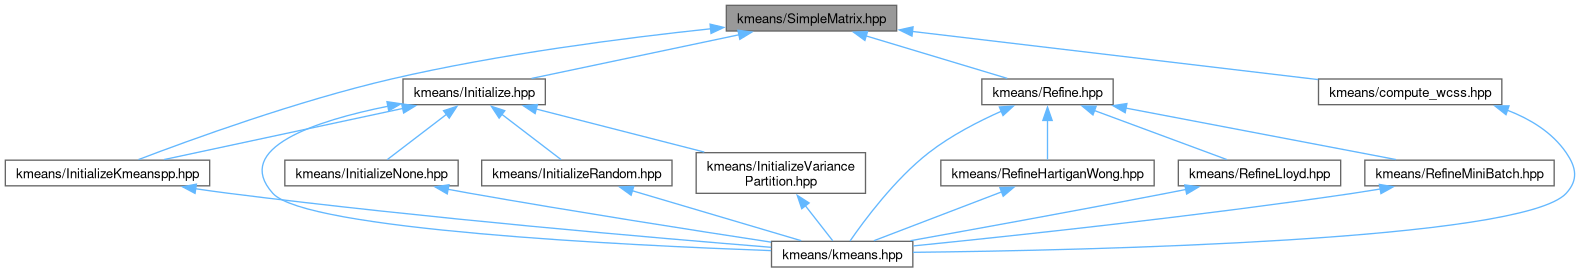 kmeans/SimpleMatrix.hpp
kmeans/Initialize.hpp
kmeans/Refine.hpp
kmeans/compute_wcss.hpp
kmeans/InitializeKmeanspp.hpp
kmeans/InitializeNone.hpp
kmeans/InitializeRandom.hpp
kmeans/InitializeVariance
Partition.hpp
kmeans/RefineHartiganWong.hpp
kmeans/RefineLloyd.hpp
kmeans/RefineMiniBatch.hpp
kmeans/kmeans.hpp